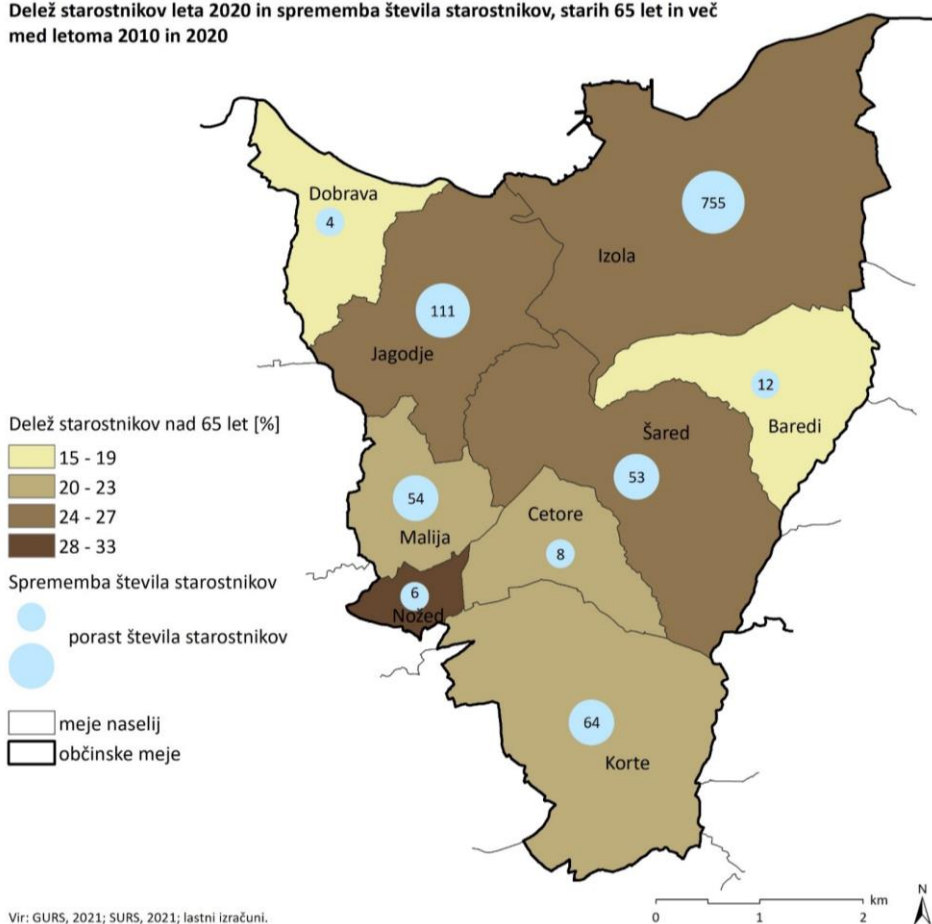 Delež starostnikov leta 2020 in sprememba števila starostnikov, starih 65 let in več
med letoma 2010 in 2020
Dobrava
4
755
Izola
111
Jagodje
12
Baredi
Šared
53
54
Malija
Cetore
8
6
Nožed
64
Korte
Delež starostnikov nad 65 let [%]
15 - 19
20 - 23
24 - 27
28 - 33
Sprememba števila starostnikov
porast števila starostnikov
meje naselij
občinske meje
Vir: GURS, 2021; SURS, 2021; lastni izračuni.
km
0 1 2
N